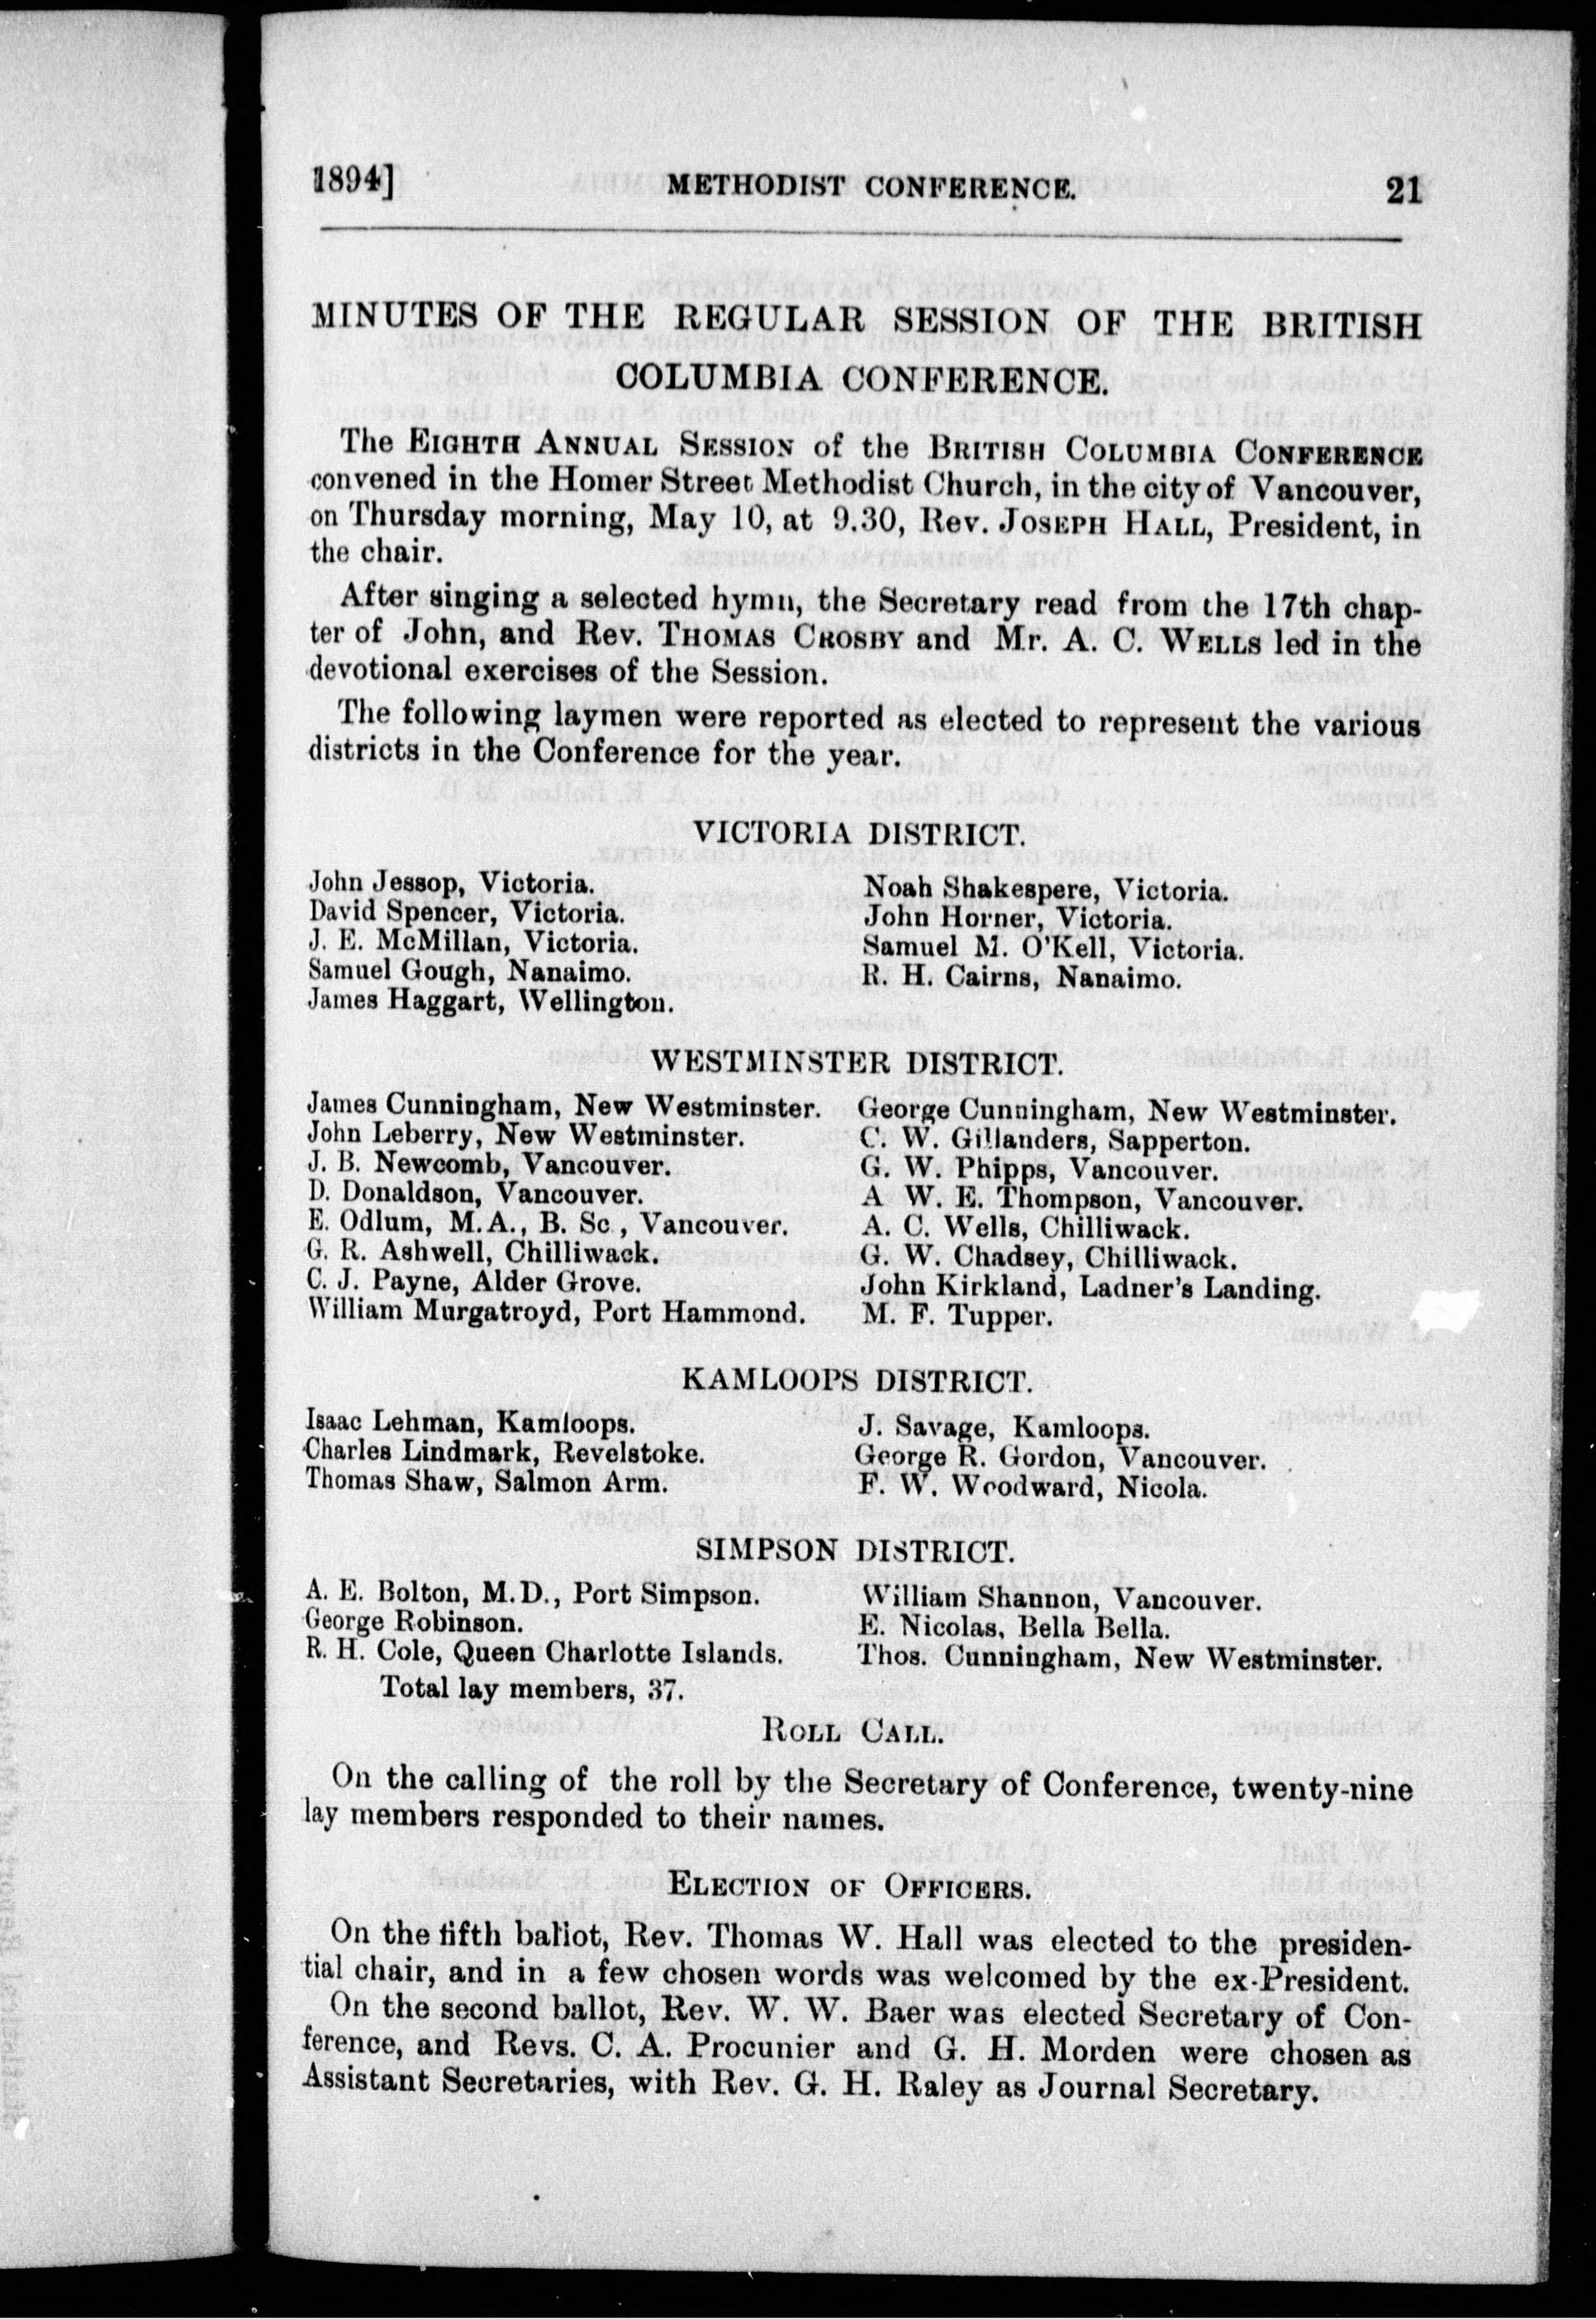 1894] METHODIST CONFERENCE. 21
MINUTES OF THE REGULAR SESSION OF THE BRITISH
COLUMBIA CONFERENCE.
The EIGHTH ANNUAL SESSION of the BRITISH COLUMBIA CONFERENCE
convened in the Homer Street Methodist Church, in the city of Vancouver,
on Thursday morning, May 10, at 9.30, Rev. JOSEPH HALL, President, in
the chair.
After singing a selected hymn, the Secretary read from the 17th chap-
ter of John, and Rev. THOMAS CROSBY and Mr. A. C. WELLS led in the
devotional exercises of the Session.
The following laymen were reported as elected to represent the various
districts in the Conference for the year.
VICTORIA DISTRICT.
John Jessop, Victoria. Noah Shakespere, Victoria.
David Spencer, Victoria. John Horner, Victoria.
J. E. McMillan, Victoria. Samuel M. O'Kell, Victoria.
Samuel Gough, Nanaimo. R. H. Cairns, Nanaimo.
James Haggart, Wellington.
WESTMINSTER DISTRICT.
James Cunningham, New Westminster. George Cunningham, New Westminster.
John Leberry, New Westminster. C. W. Gillanders, Sapperton.
J. B. Newcomb, Vancouver. G. W. Phipps, Vancouver.
D. Donaldson, Vancouver. A W. E. Thompson, Vancouver.
E. Odlum, M.A., B. Sc , Vancouver. A. C. Wells, Chilliwack.
G. R. Ashwell, Chilliwack. G. W. Chadsey, Chilliwack.
C. J. Payne, Alder Grove. John Kirkland, Ladner's Landing.
William Murgatroyd, Port Hammond. M. F. Tupper.
KAMLOOPS DISTRICT.
Isaac Lehman, Kamloops. J. Savage, Kamloops.
Charles Lindmark, Revelstoke. George R. Gordon, Vancouver.
Thomas Shaw, Salmon Arm. F. W. Woodward, Nicola.
SIMPSON DISTRICT.
A. E. Bolton, M.D., Port Simpson. William Shannon, Vancouver.
George Robinson. E. Nicolas, Bella Bella.
R. H. Cole, Queen Charlotte Islands. Thos. Cunningham, New Westminster.
Total lay members, 37.
ROLL CALL.
On the calling of the roll by the Secretary of Conference, twenty-nine
lay members responded to their names.
ELECTION OF OFFICERS.
On the fifth ballot, Rev. Thomas W. Hall was elected to the presiden-
tial chair, and in a few chosen words was welcomed by the ex-President.
On the second ballot, Rev. W. W. Baer was elected Secretary of Con-
ference, and Revs. C. A. Procunier and G. H. Morden were chosen as
Assistant Secretaries, with Rev. G. H. Raley as Journal Secretary.